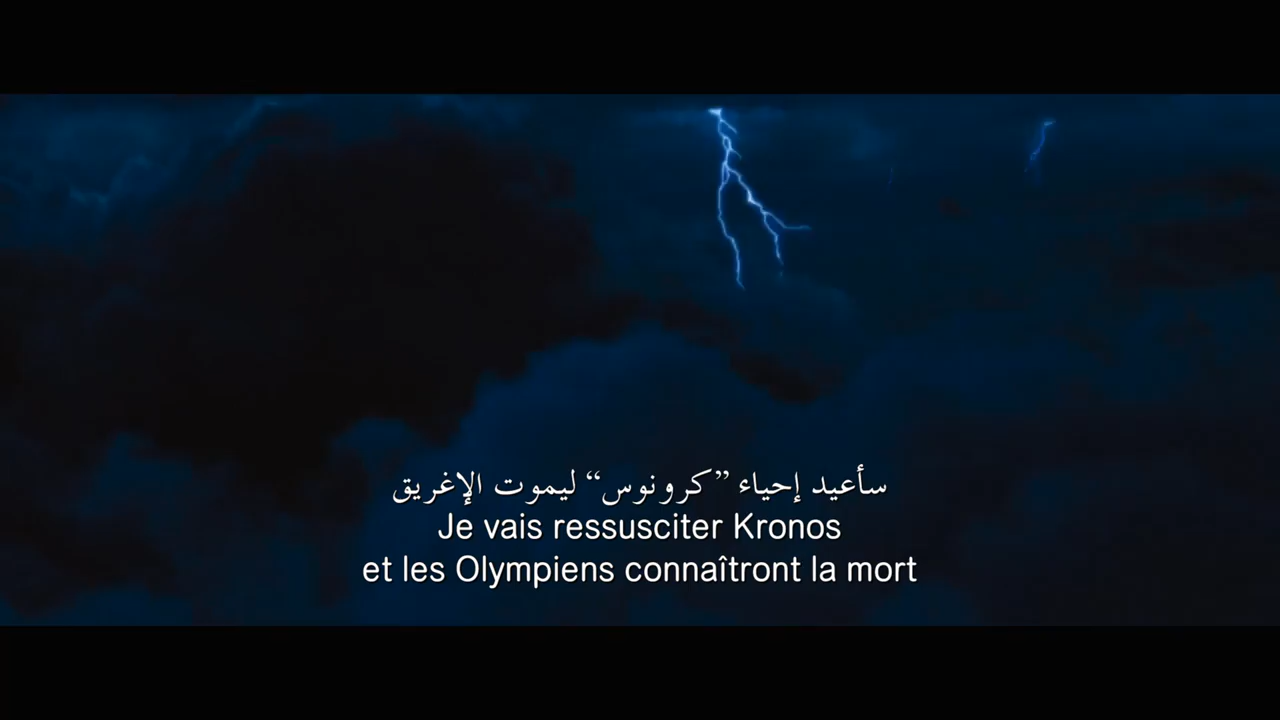 سأعيد إحياء ”كرونوس“ ليموت الإغريق
Je vais ressusciter Kronos
et les Olympiens connaîtront la mort